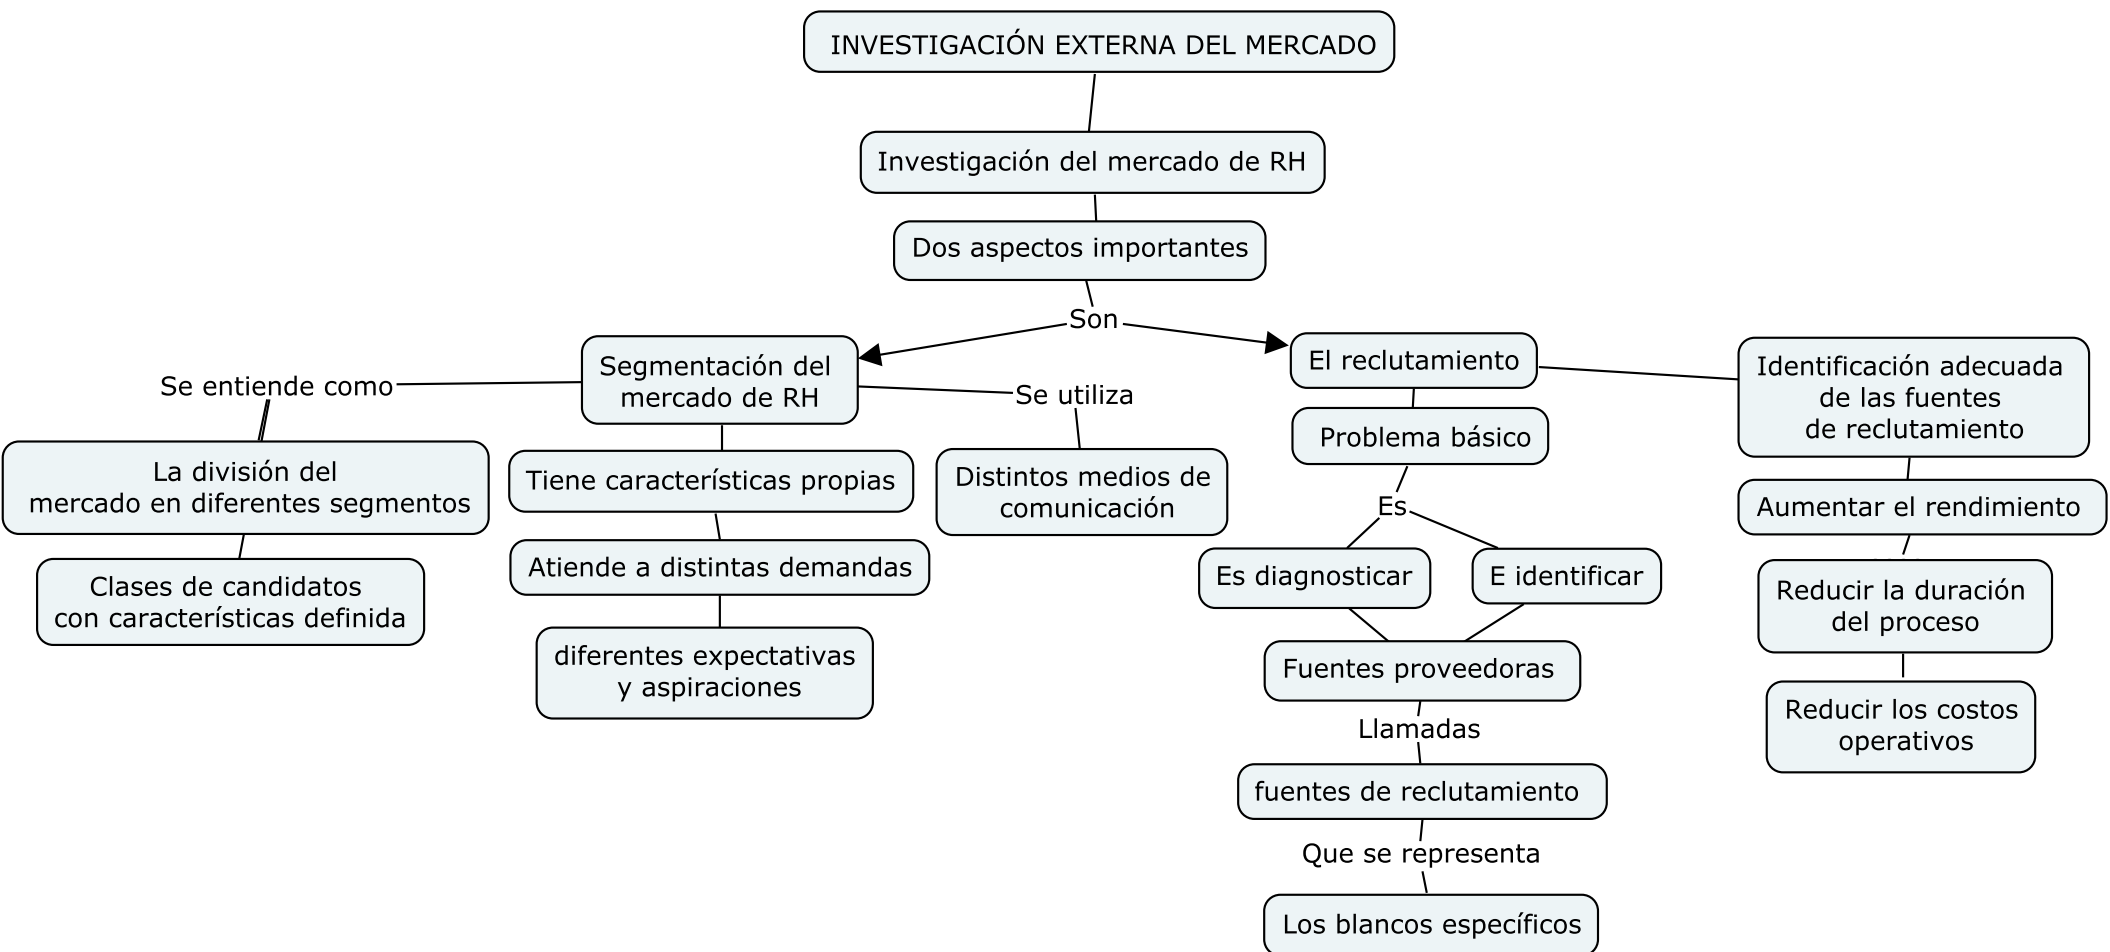 INVESTIGACIÓN EXTERNA DEL MERCADO
Investigación del mercado de RH
Dos aspectos importantes
Son
Segmentación del
mercado de RH
Se entiende como
La división del
mercado en diferentes segmentos
Clases de candidatos
con características definida
Tiene características propias
Atiende a distintas demandas
diferentes expectativas
y aspiraciones
Se utiliza
Distintos medios de
comunicación
El reclutamiento
Problema básico
Es
Es diagnosticar
E identificar
Fuentes proveedoras
Llamadas
fuentes de reclutamiento
Que se representa
Los blancos específicos
Identificación adecuada
de las fuentes
de reclutamiento
Aumentar el rendimiento
Reducir la duración
del proceso
Reducir los costos
operativos